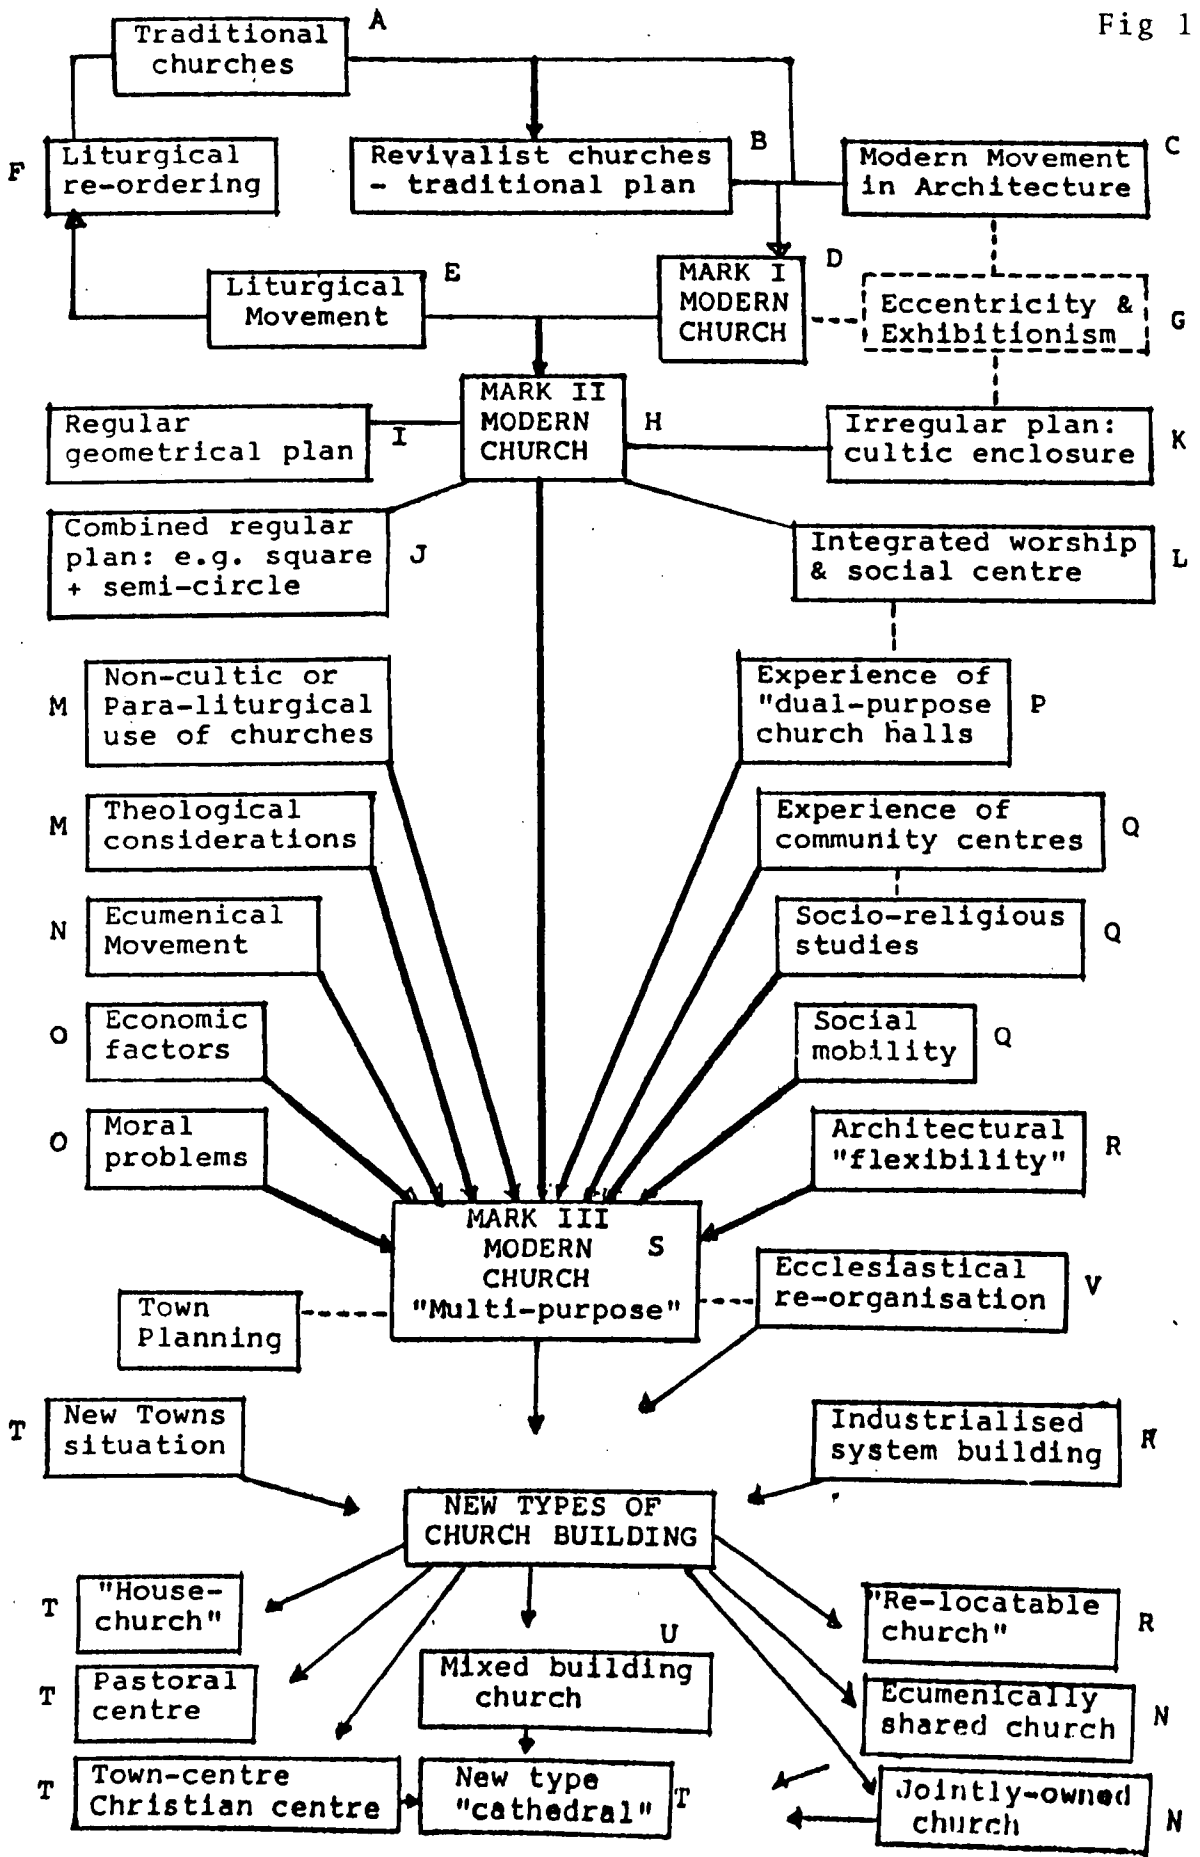 Fig 1
A
Traditional
churches
F
Liturgical
re-ordering
Revivalist churches
- traditional plan
B
Modern Movement
in Architecture
C
E
Liturgical
Movement
MARK I
MODERN
CHURCH
D
Eccentricity &
Exhibitionism
G
MARK II
MODERN
CHURCH
H
Regular
geometrical plan
I
Irregular plan:
cultic enclosure
K
Combined regular
plan: e.g. square
+ semi-circle
J
Integrated worship
& social centre
L
M
Non-cultic or
Para-liturgical
use of churches
Experience of
"dual-purpose
church halls
P
M
Theological
considerations
Experience of
community centres
Q
N
Ecumenical
Movement
Socio-religious
studies
Q
O
Economic
factors
Social
mobility
Q
O
Moral
problems
Architectural
"flexibility"
R
MARK III
MODERN
CHURCH
"Multi-purpose"
S
Town
Planning
Ecclesiastical
re-organisation
V
T
New Towns
situation
Industrialised
system building
R
NEW TYPES OF
CHURCH BUILDING
T
"House-
church"
"Re-locatable
church"
R
T
Pastoral
centre
U
Mixed building
church
Ecumenically
shared church
N
T
Town-centre
Christian centre
New type
"cathedral"
T
Jointly-owned
church
N